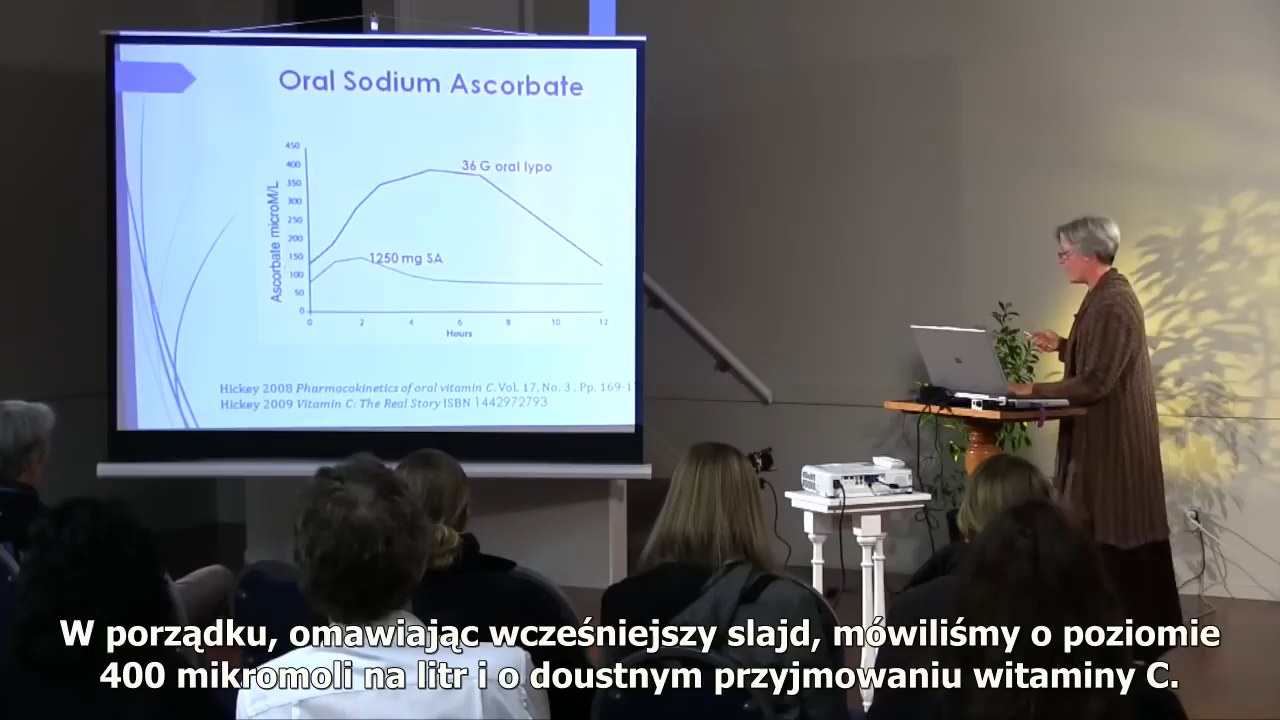 Oral Sodium Ascorbate
450
400
350
300
250
200
150
100
50
0
Ascorbate microM/L
36 G oral lypo
1250 mg SA
0 2 4 6 8 10 12
Hours
Hickey 2008 Pharmacokinetics of oral vitamin C. Vol. 17, No. 3, Pp. 169-1
Hickey 2009 Vitamin C: The Real Story ISBN 1442972793
W porządku, omawiając wcześniejszy slajd, mówiliśmy o poziomie
400 mikromoli na litr i o doustnym przyjmowaniu witaminy C.